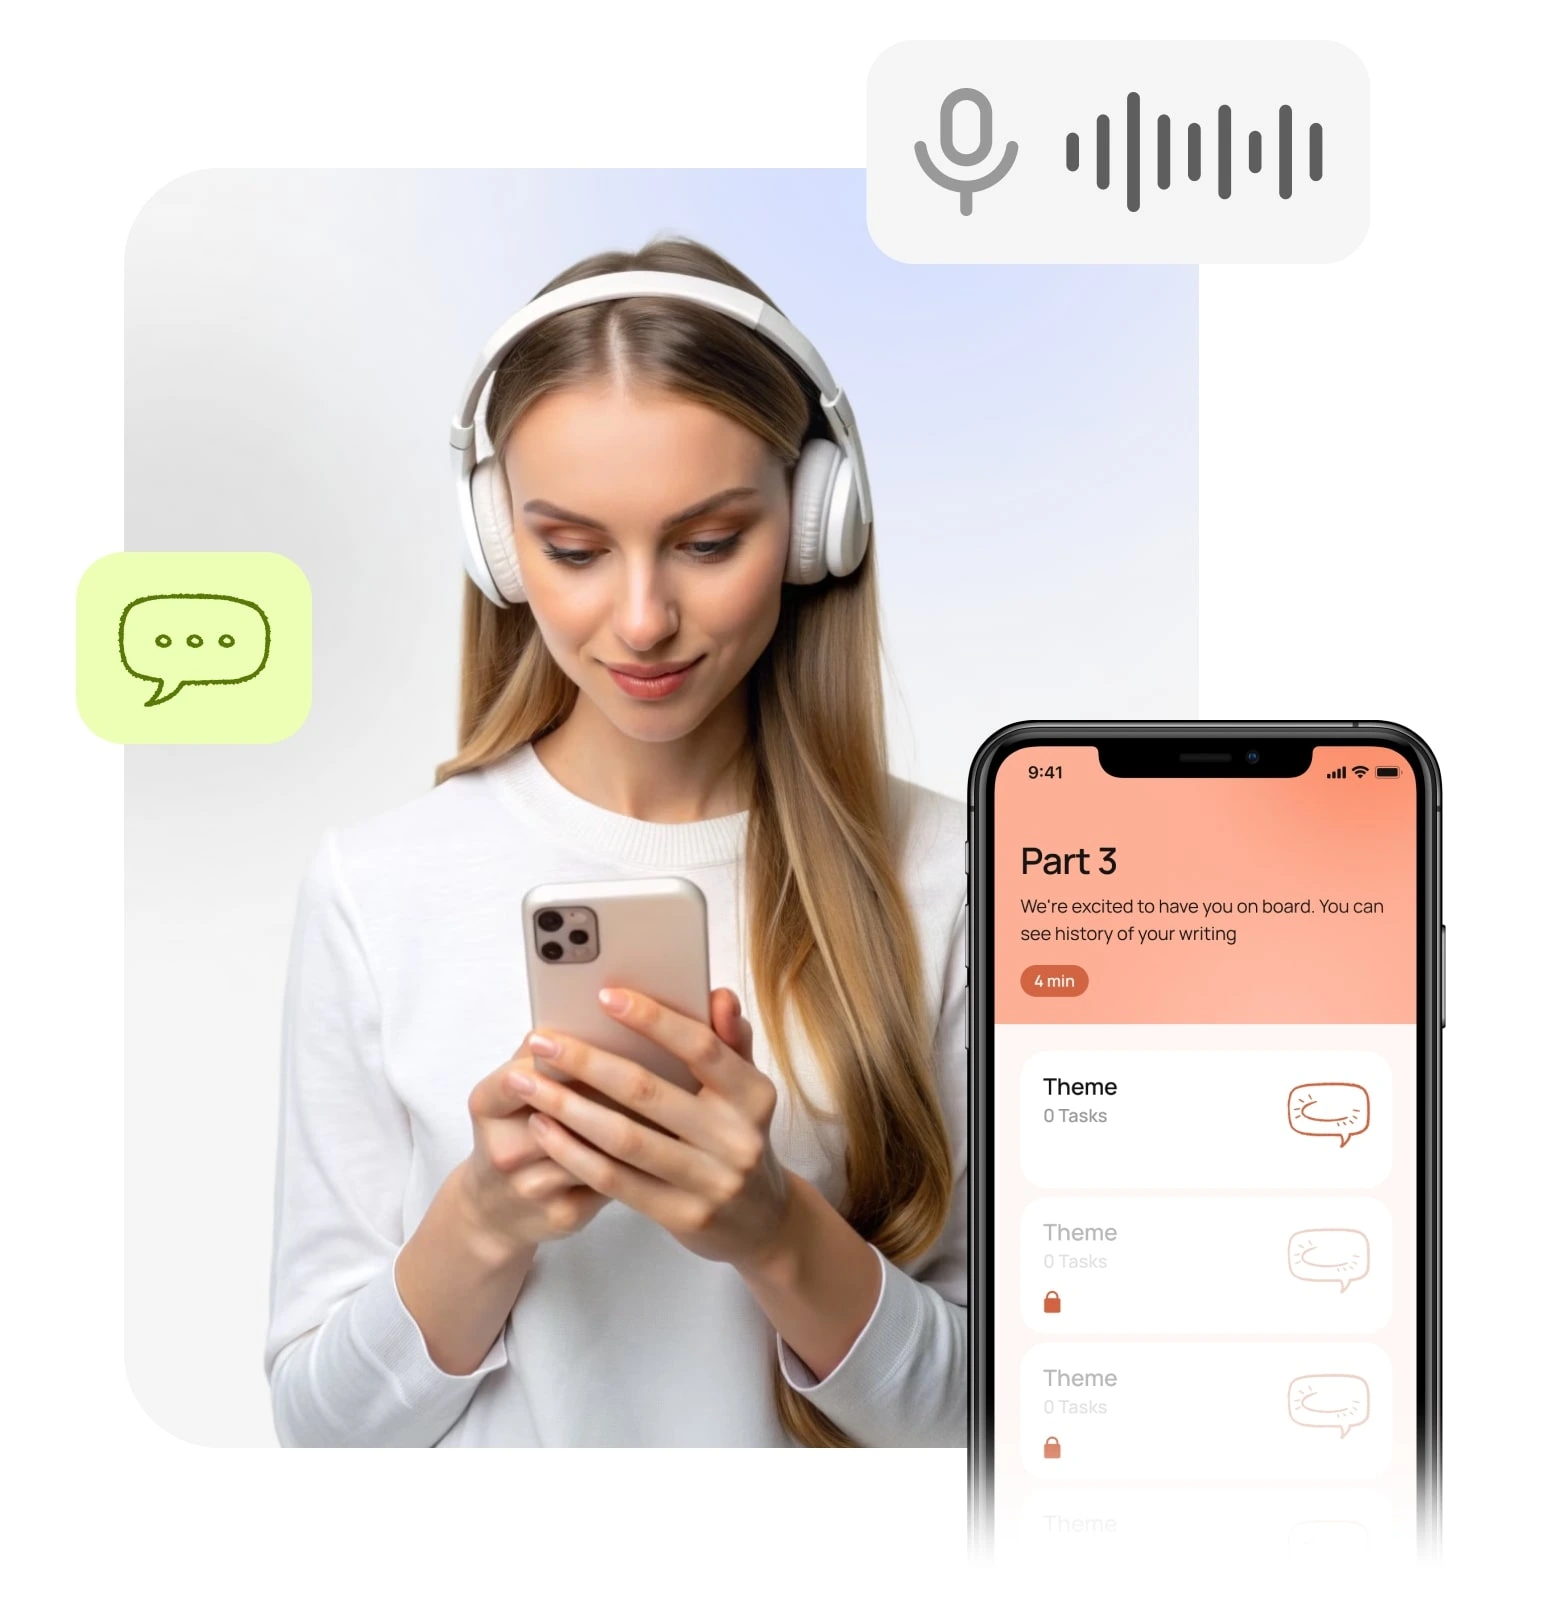 9:41
Part 3
We're excited to have you on board. You can
see history of your writing
4 min
Theme
0 Tasks
Theme
0 Tasks
Theme
0 Tasks
Theme